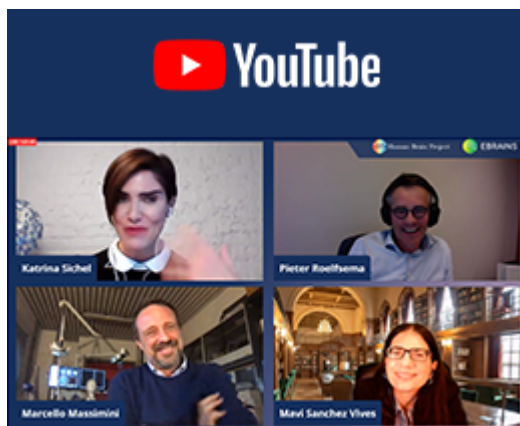 YouTube
Human Brain Project
EBRAINS
Katrina Sichel
Pieter Roelfsema
Marcello Massimini
Mavi Sanchez Vives